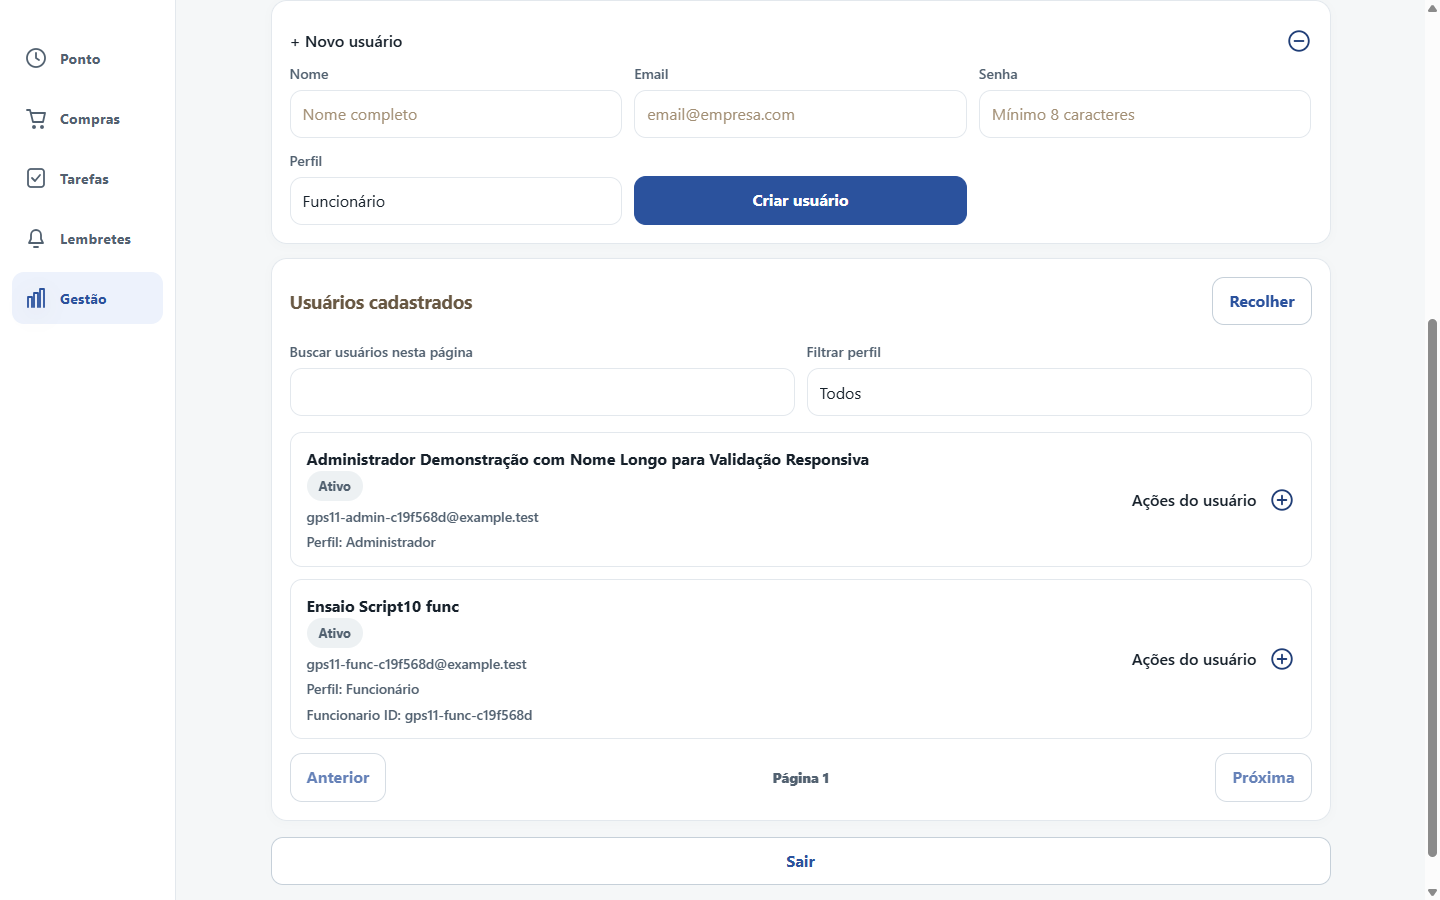 Ponto
Compras
Tarefas
Lembretes
Gestão
+ Novo usuário
Nome
Email
Senha
Nome completo
email@empresa.com
Mínimo 8 caracteres
Perfil
Funcionário
Criar usuário
Usuários cadastrados
Recolher
Buscar usuários nesta página
Filtrar perfil
Todos
Administrador Demonstração com Nome Longo para Validação Responsiva
Ativo
gps11-admin-c19f568d@example.test
Perfil: Administrador
Ações do usuário
Ensaio Script10 func
Ativo
gps11-func-c19f568d@example.test
Perfil: Funcionário
Funcionario ID: gps11-func-c19f568d
Ações do usuário
Anterior
Página 1
Próxima
Sair